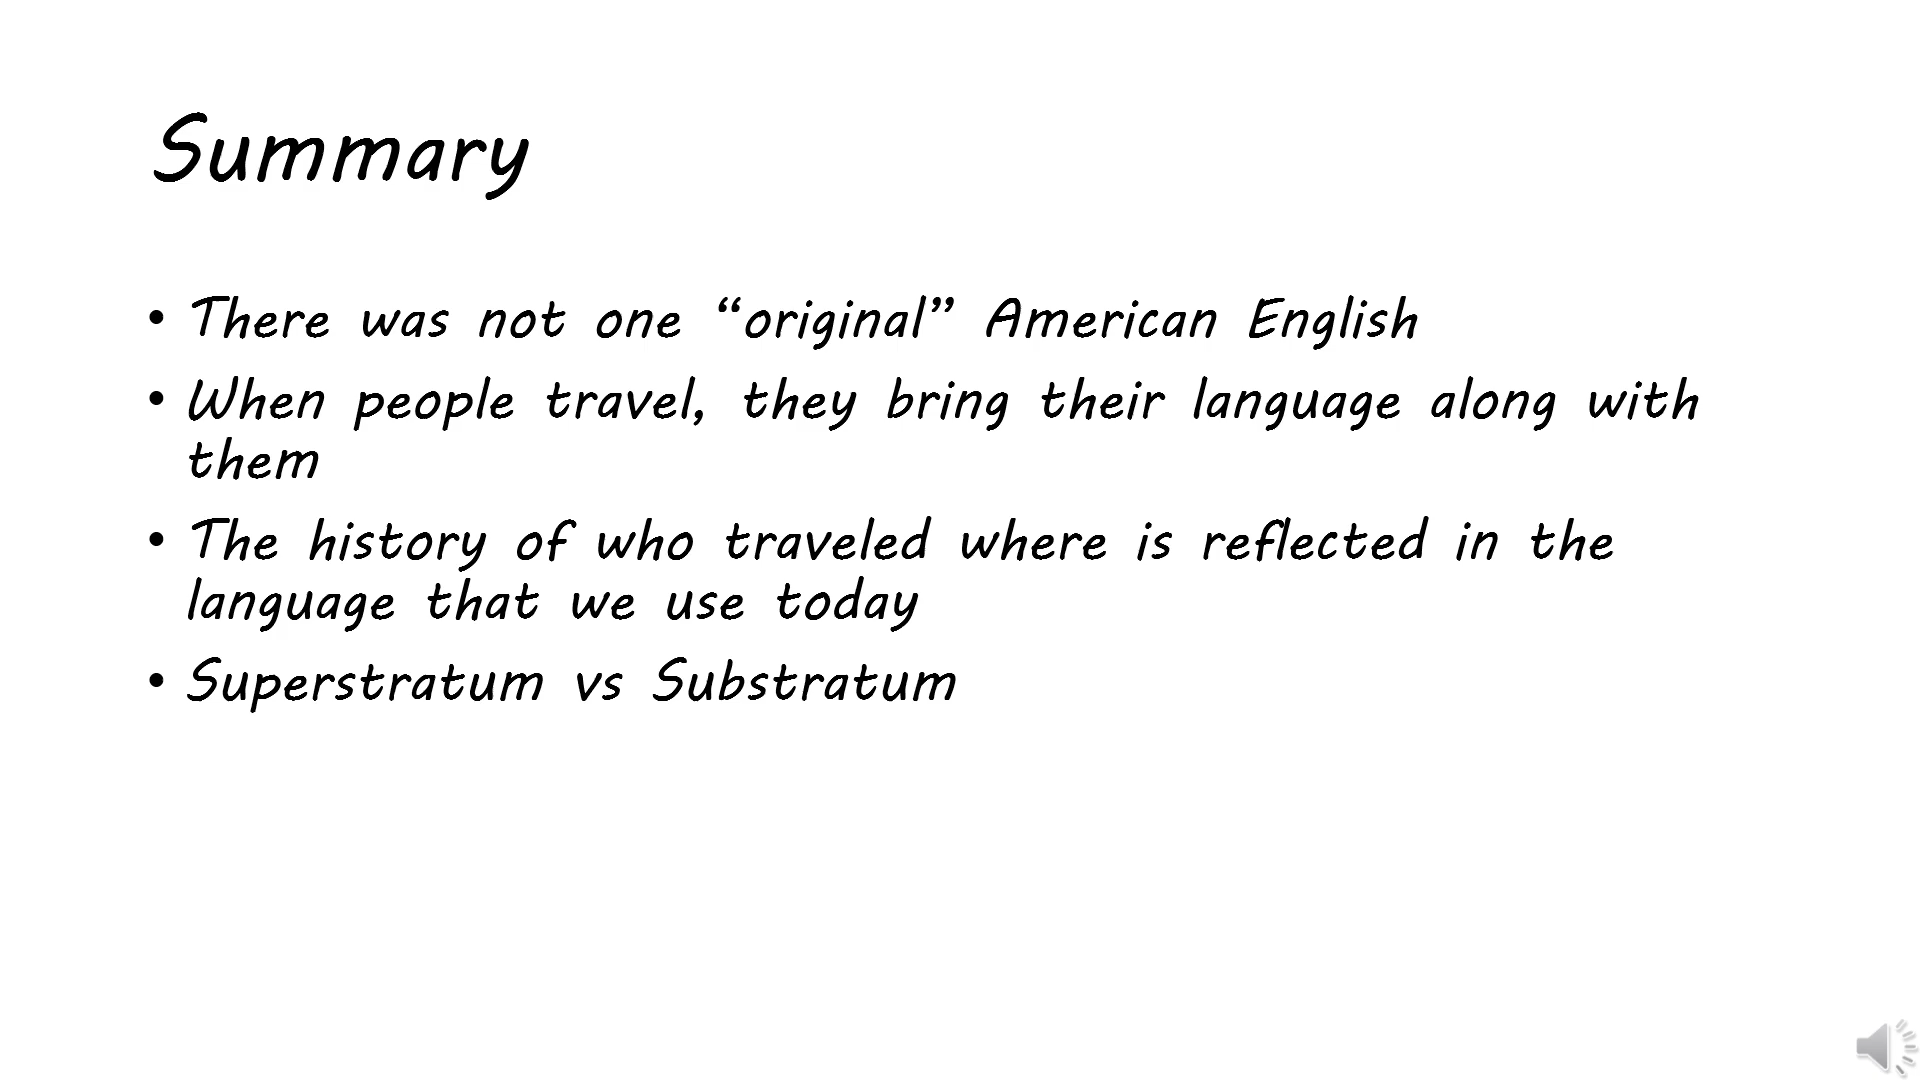 Summary
• There was not one “original” American English
• When people travel, they bring their language along with
them
• The history of who traveled where is reflected in the
language that we use today
• Superstratum vs Substratum